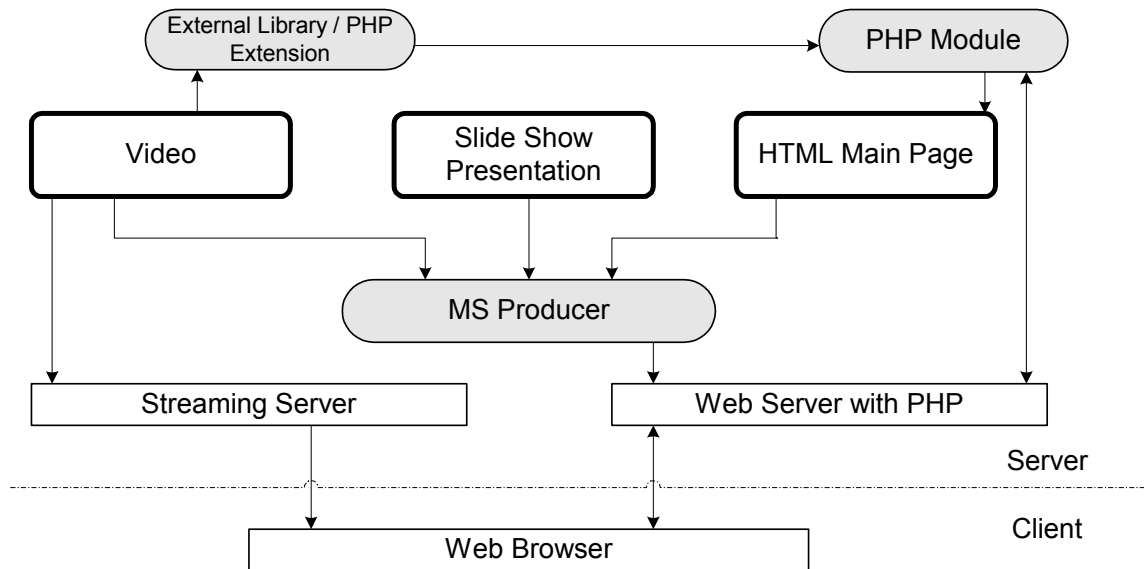 External Library / PHP
Extension
PHP Module
Video
Slide Show
Presentation
HTML Main Page
MS Producer
Streaming Server
Web Server with PHP
Server
Client
Web Browser